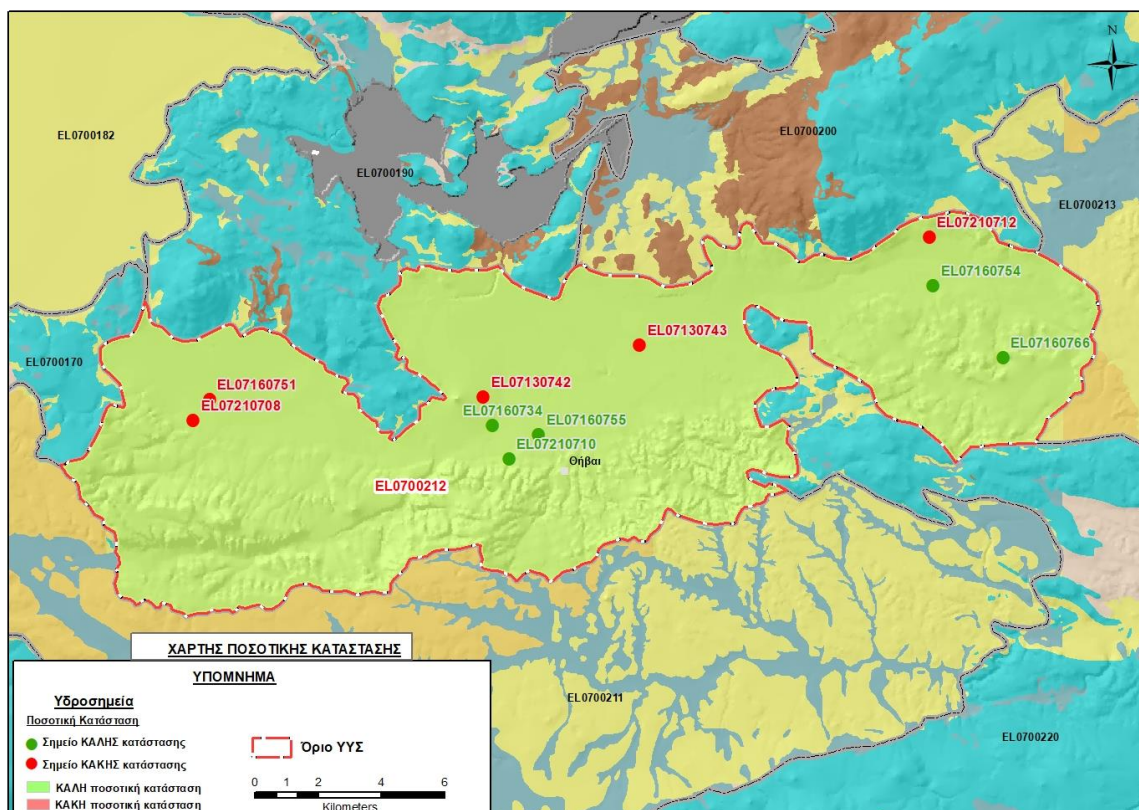 N
EL0700182
EL0700200
EL0700190
EL0700213
EL07210712
EL07160754
EL07130743
EL07160766
EL0700170
EL07160751
EL07130742
EL07210708
EL07160734
EL07160755
EL07210710
Θήβαι
EL0700212
EL0700211
EL0700220
ΧΑΡΤΗΣ ΠΟΣΟΤΙΚΗΣ ΚΑΤΑΣΤΑΣΗΣ
ΥΠΟΜΝΗΜΑ
Υδροσημεία
Ποσοτική Κατάσταση
Σημείο ΚΑΛΗΣ κατάστασης
Σημείο ΚΑΚΗΣ κατάστασης
ΚΑΛΗ ποσοτική κατάσταση
ΚΑΚΗ ποσοτική κατάσταση
Όριο ΥΥΣ
0 1 2 4 6
Kilometers